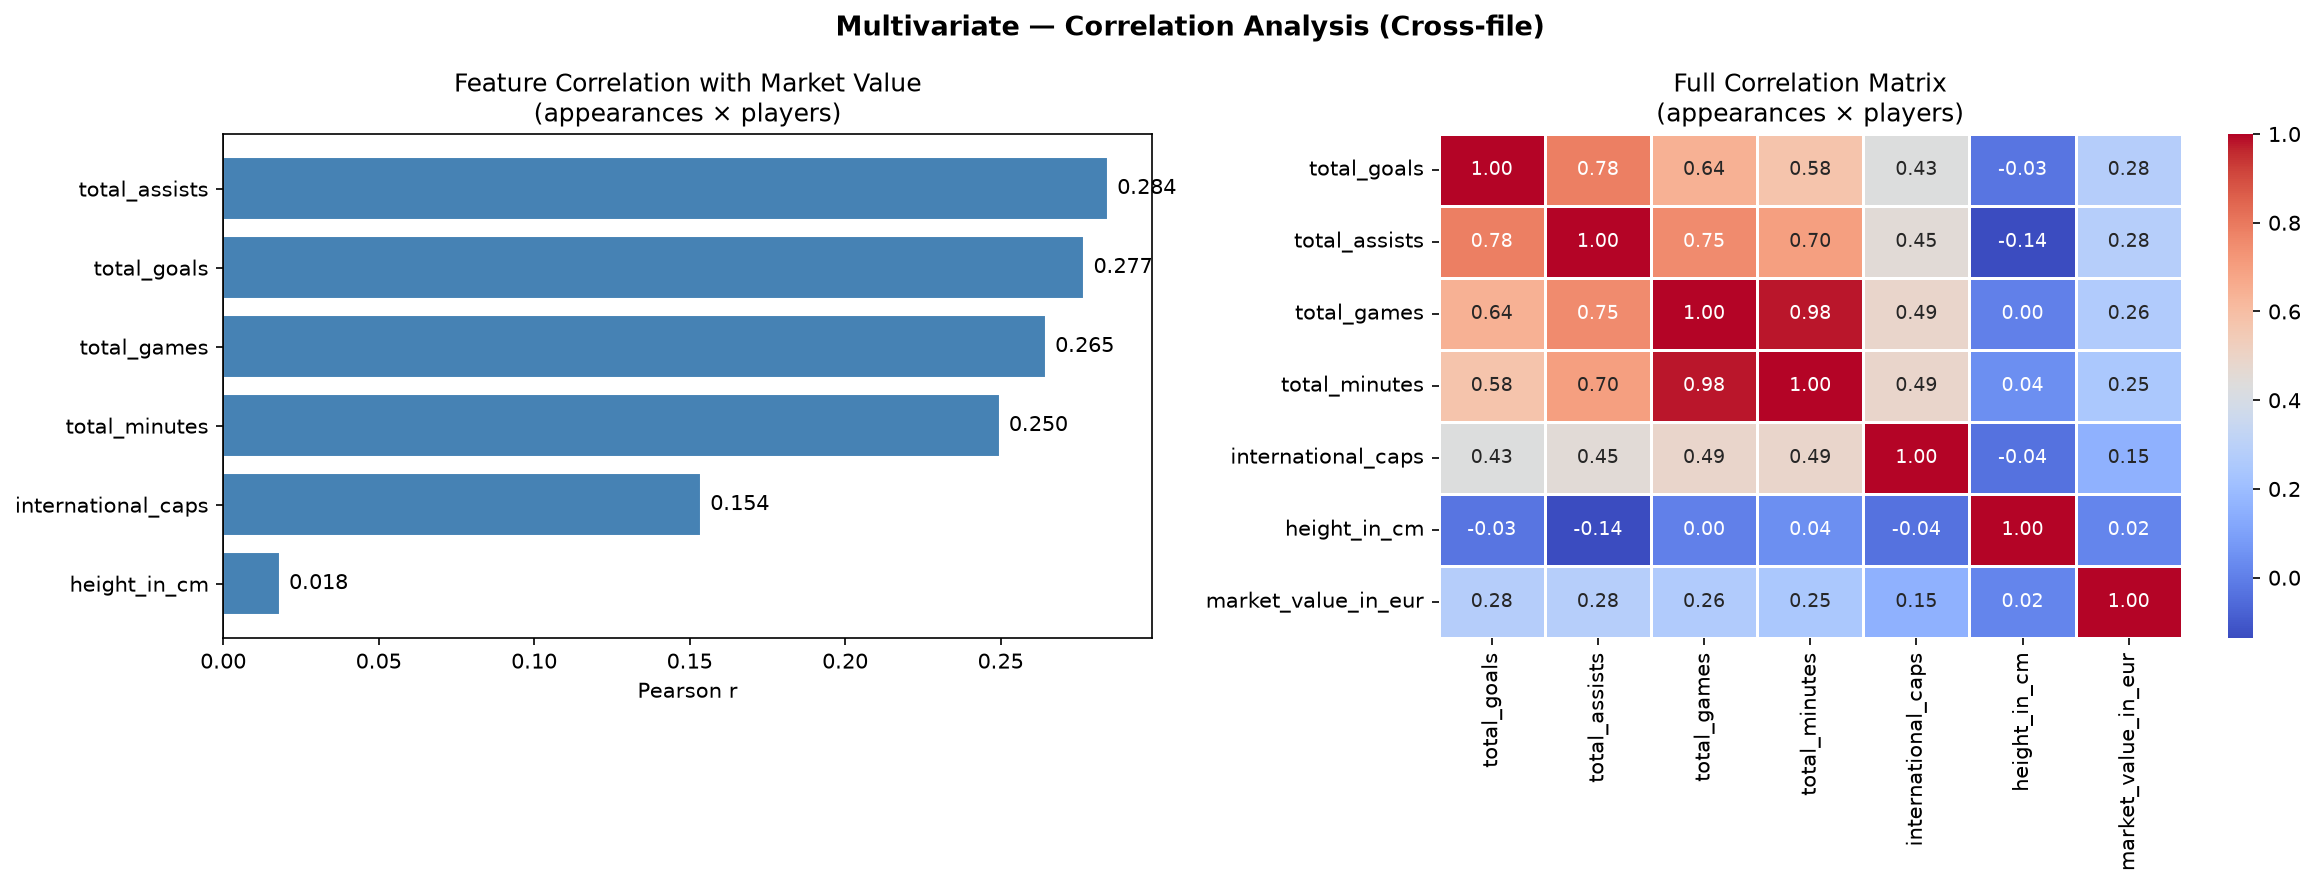 Multivariate — Correlation Analysis (Cross-file)
Feature Correlation with Market Value
(appearances × players)
total_assists 0.284
total_goals 0.277
total_games 0.265
total_minutes 0.250
international_caps 0.154
height_in_cm 0.018
0.00 0.05 0.10 0.15 0.20 0.25
Pearson r
Full Correlation Matrix
(appearances × players)
total_goals 1.00 0.78 0.64 0.58 0.43 -0.03 0.28
total_assists 0.78 1.00 0.75 0.70 0.45 -0.14 0.28
total_games 0.64 0.75 1.00 0.98 0.49 0.00 0.26
total_minutes 0.58 0.70 0.98 1.00 0.49 0.04 0.25
international_caps 0.43 0.45 0.49 0.49 1.00 -0.04 0.15
height_in_cm -0.03 -0.14 0.00 0.04 -0.04 1.00 0.02
market_value_in_eur 0.28 0.28 0.26 0.25 0.15 0.02 1.00
total_goals
total_assists
total_games
total_minutes
international_caps
height_in_cm
market_value_in_eur
1.0
0.8
0.6
0.4
0.2
0.0